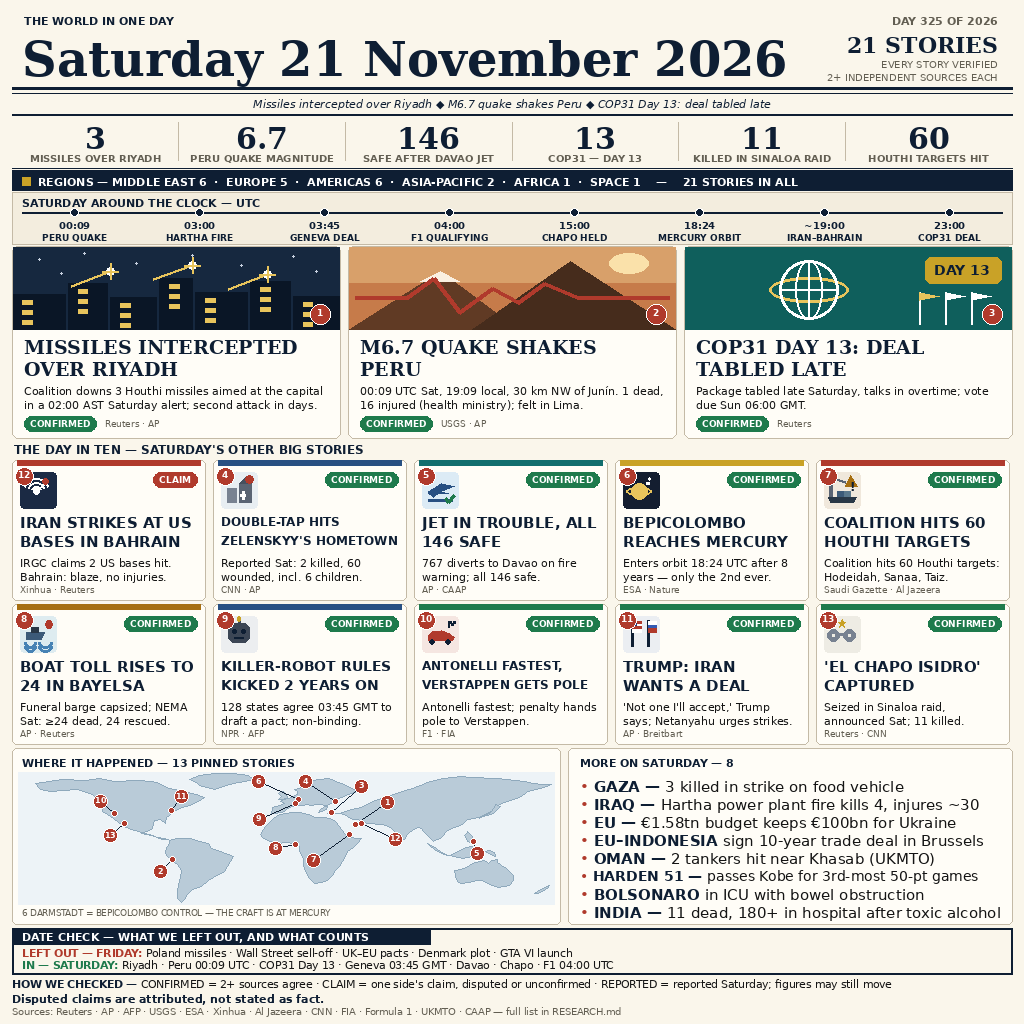 THE WORLD IN ONE DAY
DAY 325 OF 2026
Saturday 21 November 2026
21 STORIES
EVERY STORY VERIFIED
2+ INDEPENDENT SOURCES EACH
Missiles intercepted over Riyadh ◆ M6.7 quake shakes Peru ◆ COP31 Day 13: deal tabled late
3
MISSILES OVER RIYADH
6.7
PERU QUAKE MAGNITUDE
146
SAFE AFTER DAVAO JET
13
COP31 — DAY 13
11
KILLED IN SINALOA RAID
60
HOUTHI TARGETS HIT
REGIONS — MIDDLE EAST 6 · EUROPE 5 · AMERICAS 6 · ASIA-PACIFIC 2 · AFRICA 1 · SPACE 1 — 21 STORIES IN ALL
SATURDAY AROUND THE CLOCK — UTC
00:09
PERU QUAKE
03:00
HARTHA FIRE
03:45
GENEVA DEAL
04:00
F1 QUALIFYING
15:00
CHAPO HELD
18:24
MERCURY ORBIT
~19:00
IRAN-BAHRAIN
23:00
COP31 DEAL
1
MISSILES INTERCEPTED
OVER RIYADH
Coalition downs 3 Houthi missiles aimed at the capital
in a 02:00 AST Saturday alert; second attack in days.
CONFIRMED Reuters · AP
2
M6.7 QUAKE SHAKES
PERU
00:09 UTC Sat, 19:09 local, 30 km NW of Junín. 1 dead,
16 injured (health ministry); felt in Lima.
CONFIRMED USGS · AP
DAY 13
3
COP31 DAY 13: DEAL
TABLED LATE
Package tabled late Saturday, talks in overtime; vote
due Sun 06:00 GMT.
CONFIRMED Reuters
THE DAY IN TEN — SATURDAY'S OTHER BIG STORIES
12
CLAIM
IRAN STRIKES AT US
BASES IN BAHRAIN
IRGC claims 2 US bases hit.
Bahrain: blaze, no injuries.
Xinhua · Reuters
4
CONFIRMED
DOUBLE-TAP HITS
ZELENSKYY'S HOMETOWN
Reported Sat: 2 killed, 60
wounded, incl. 6 children.
CNN · AP
5
CONFIRMED
JET IN TROUBLE, ALL
146 SAFE
767 diverts to Davao on fire
warning; all 146 safe.
AP · CAAP
6
CONFIRMED
BEPICOLOMBO
REACHES MERCURY
Enters orbit 18:24 UTC after 8
years — only the 2nd ever.
ESA · Nature
7
CONFIRMED
COALITION HITS 60
HOUTHI TARGETS
Coalition hits 60 Houthi targets:
Hodeidah, Sanaa, Taiz.
Saudi Gazette · Al Jazeera
8
CONFIRMED
BOAT TOLL RISES TO
24 IN BAYELSA
Funeral barge capsized; NEMA
Sat: ≥24 dead, 24 rescued.
AP · Reuters
9
CONFIRMED
KILLER-ROBOT RULES
KICKED 2 YEARS ON
128 states agree 03:45 GMT to
draft a pact; non-binding.
NPR · AFP
10
CONFIRMED
ANTONELLI FASTEST,
VERSTAPPEN GETS POLE
Antonelli fastest; penalty hands
pole to Verstappen.
F1 · FIA
11
CONFIRMED
TRUMP: IRAN
WANTS A DEAL
'Not one I'll accept,' Trump
says; Netanyahu urges strikes.
AP · Breitbart
13
CONFIRMED
'EL CHAPO ISIDRO'
CAPTURED
Seized in Sinaloa raid,
announced Sat; 11 killed.
Reuters · CNN
WHERE IT HAPPENED — 13 PINNED STORIES
6
4
3
10
11
1
9
13
12
8
7
5
2
6 DARMSTADT = BEPICOLOMBO CONTROL — THE CRAFT IS AT MERCURY
MORE ON SATURDAY — 8
• GAZA — 3 killed in strike on food vehicle
• IRAQ — Hartha power plant fire kills 4, injures ~30
• EU — €1.58tn budget keeps €100bn for Ukraine
• EU–INDONESIA sign 10-year trade deal in Brussels
• OMAN — 2 tankers hit near Khasab (UKMTO)
• HARDEN 51 — passes Kobe for 3rd-most 50-pt games
• BOLSONARO in ICU with bowel obstruction
• INDIA — 11 dead, 180+ in hospital after toxic alcohol
DATE CHECK — WHAT WE LEFT OUT, AND WHAT COUNTS
LEFT OUT — FRIDAY: Poland missiles · Wall Street sell-off · UK–EU pacts · Denmark plot · GTA VI launch
IN — SATURDAY: Riyadh · Peru 00:09 UTC · COP31 Day 13 · Geneva 03:45 GMT · Davao · Chapo · F1 04:00 UTC
HOW WE CHECKED — CONFIRMED = 2+ sources agree · CLAIM = one side's claim, disputed or unconfirmed · REPORTED = reported Saturday; figures may still move
Disputed claims are attributed, not stated as fact.
Sources: Reuters · AP · AFP · USGS · ESA · Xinhua · Al Jazeera · CNN · FIA · Formula 1 · UKMTO · CAAP — full list in RESEARCH.md